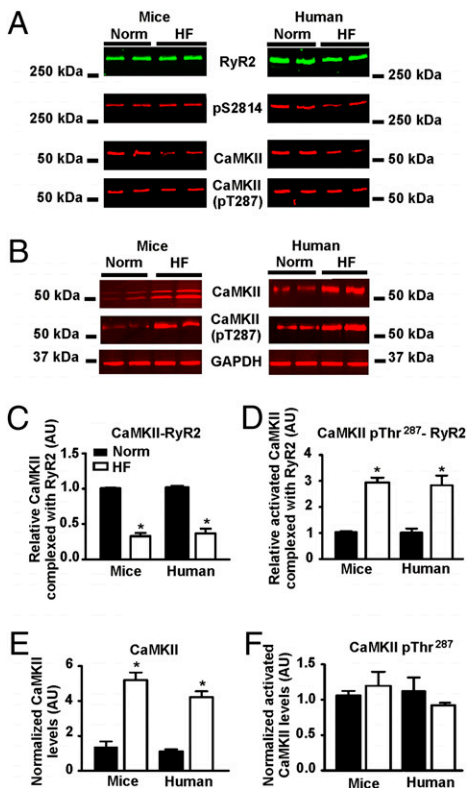 A
Mice
Human
Norm HF
Norm HF
250 kDa RyR2 250 kDa
250 kDa pS2814 250 kDa
50 kDa CaMKII 50 kDa
50 kDa CaMKII (pT287) 50 kDa
B
Mice
Human
Norm HF
Norm HF
50 kDa CaMKII 50 kDa
50 kDa CaMKII (pT287) 50 kDa
37 kDa GAPDH 37 kDa
C
CaMKII-RyR2
Norm
HF
Relative CaMKII
complexed with RyR2 (AU)
1.5
1.0
0.5
0.0
* *
Mice Human
D
CaMKII pThr287- RyR2
Relative activated CaMKII
complexed with RyR2 (AU)
4
3
2
1
0
* *
Mice Human
E
CaMKII
Normalized CaMKII
levels (AU)
6
4
2
0
* *
Mice Human
F
CaMKII pThr287
Normalized activated
CaMKII levels (AU)
1.5
1.0
0.5
0.0
Mice Human